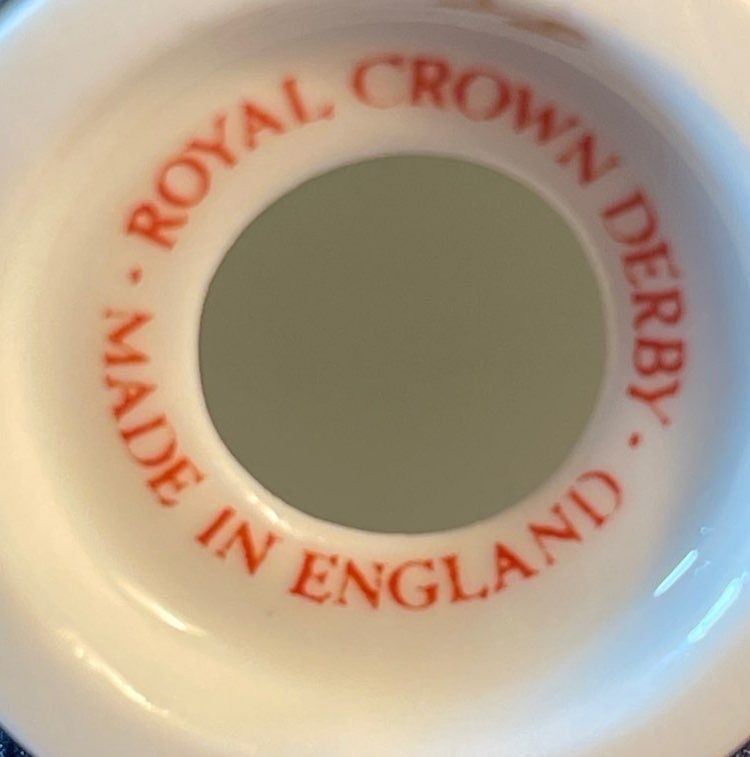 · ROYAL CROWN DERBY ·
MADE IN ENGLAND